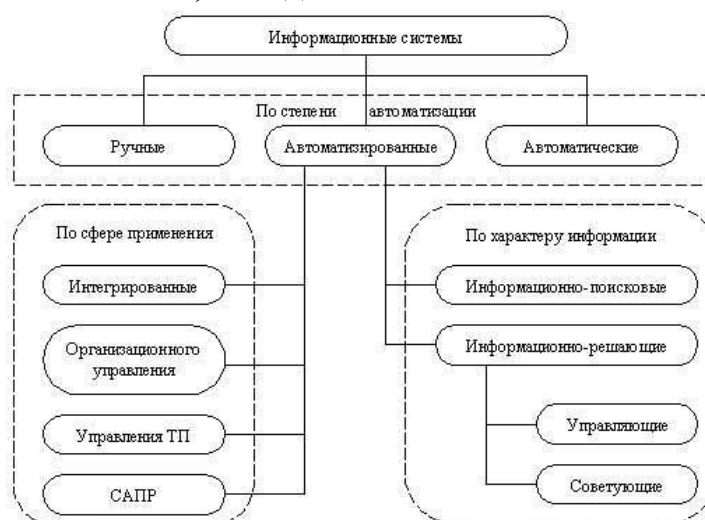 Информационные системы
По степени автоматизации
Ручные
Автоматизированные
Автоматические
По сфере применения
Интегрированные
Организационного
управления
Управления ТП
САПР
По характеру информации
Информационно-поисковые
Информационно-решающие
Управляющие
Советующие